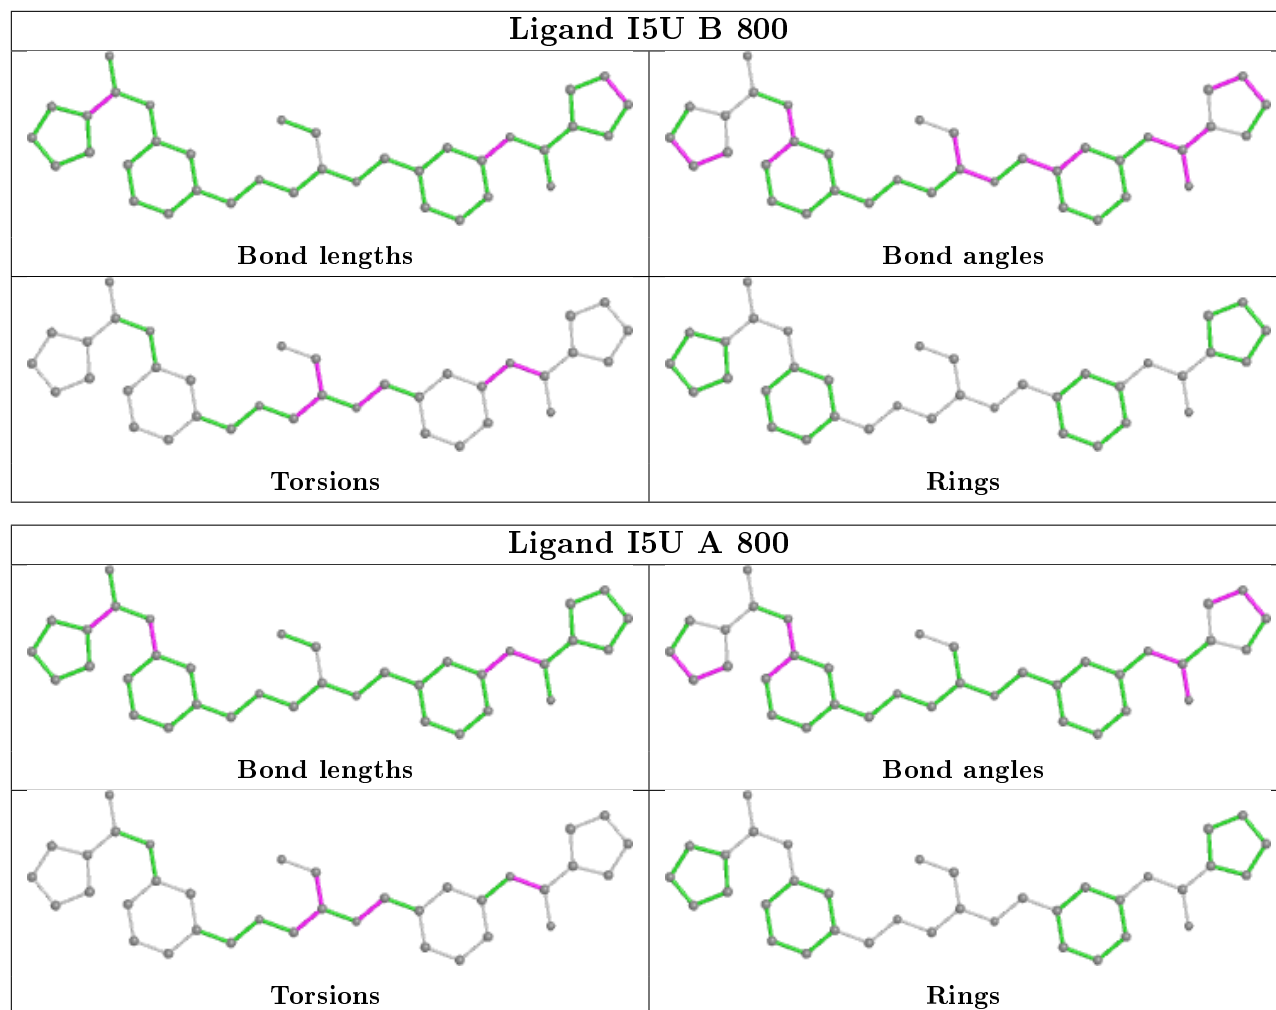 Ligand I5U B 800
Bond lengths
Bond angles
Torsions
Rings
Ligand I5U A 800
Bond lengths
Bond angles
Torsions
Rings